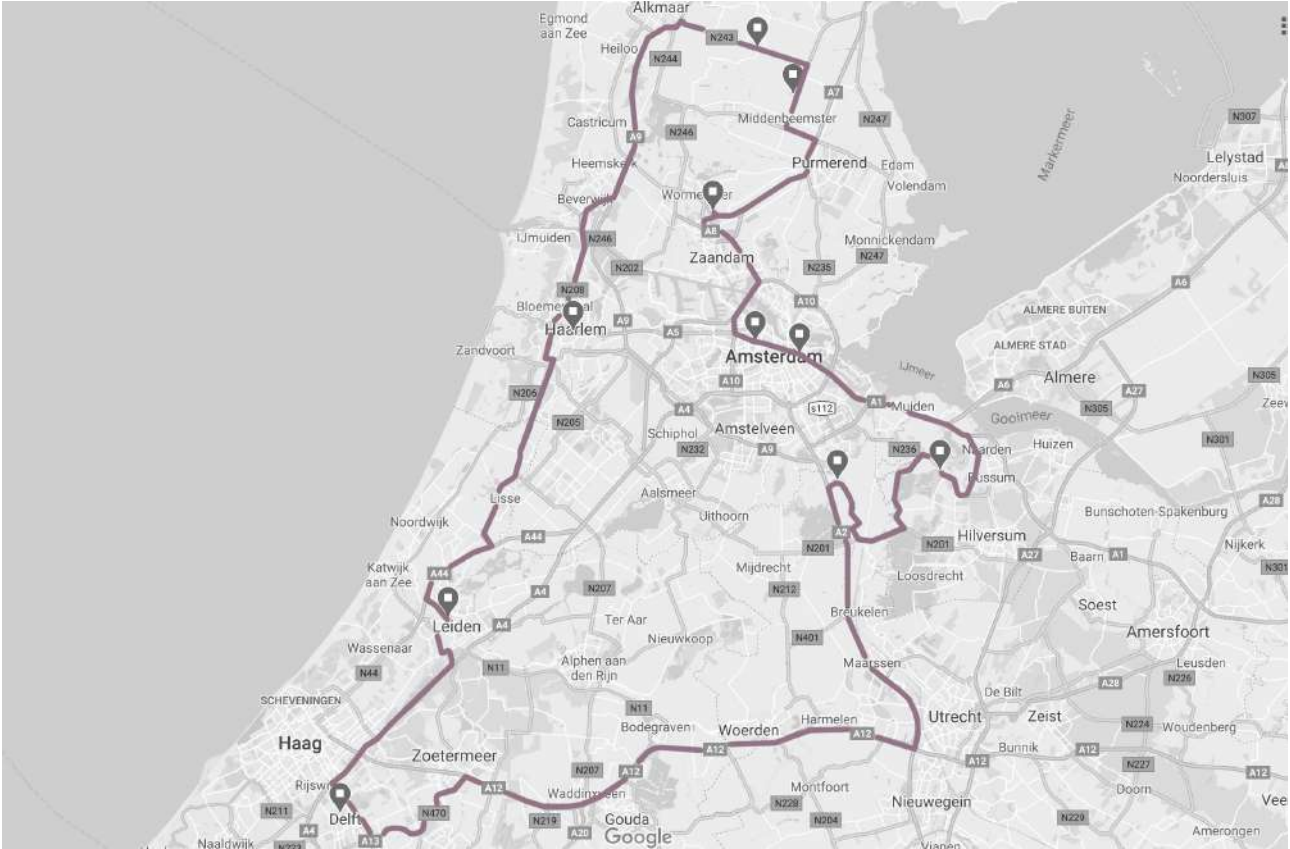 Alkmaar
Egmond
aan Zee
N243
Heiloo
N244
A7
Middenbeemster
N247
N307
Castricum
N246
A9
Lelystad
Heemskerk
Purmerend
Edam
Noordersluis
Volendam
Markermeer
Beverwijk
A8
IJmuiden
N246
Monnickendam
N247
Zaandam
N202
N235
A6
N208
A10
Bloemendaal
ALMERE BUITEN
A9
Haarlem
A5
ALMERE STAD
Zandvoort
Amsterdam
IJmeer
A10
A6
Almere
N305
A27
N206
A4
s112
A1
Muiden
N305
Gooimeer
N205
Amstelveen
Schiphol
N232
A9
N236
Naarden
Huizen
N301
Bussum
Aalsmeer
Lisse
A28
Uithoorn
Bunschoten-Spakenburg
Noordwijk
A44
A2
N201
N201
Hilversum
A27
Baarn
A1
Nijkerk
Katwijk
aan Zee
A44
Mijdrecht
Loosdrecht
N301
A4
N207
N212
Soest
Breukelen
Leiden
A4
Ter Aar
Nieuwkoop
N401
Amersfoort
Wassenaar
Maarssen
Leusden
N44
N11
Alphen aan
den Rijn
N226
A28
SCHEVENINGEN
De Bilt
N11
Haag
Bodegraven
Woerden
Harmelen
Utrecht
Zeist
N224
Woudenberg
A12
A12
Bunnik
A12
Zoetermeer
A12
N227
A12
N207
A12
Montfoort
Doorn
A12
Waddinxveen
N211
N228
Nieuwegein
Delft
N470
N219
Gouda
N204
N229
A4
A20
Google
Amerongen
A13
Naaldwijk
Vianen